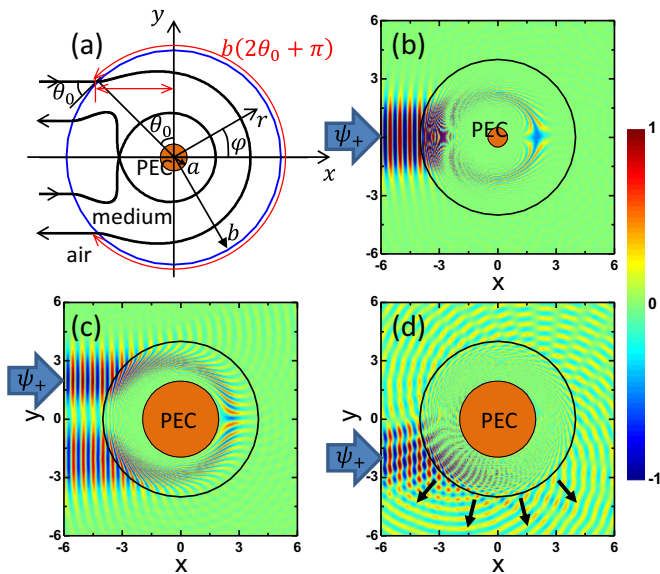 (a)
y
b(2θ₀ + π)
θ₀
θ₀
r
φ
PEC
a
x
medium
b
air
(b)
6
3
0
-3
-6
ψ₊
PEC
-6 -3 0 3 6
X
1
0
-1
(c)
6
3
0
-3
-6
y
ψ₊
PEC
-6 -3 0 3 6
X
(d)
6
3
0
-3
-6
y
ψ₊
PEC
-6 -3 0 3 6
X